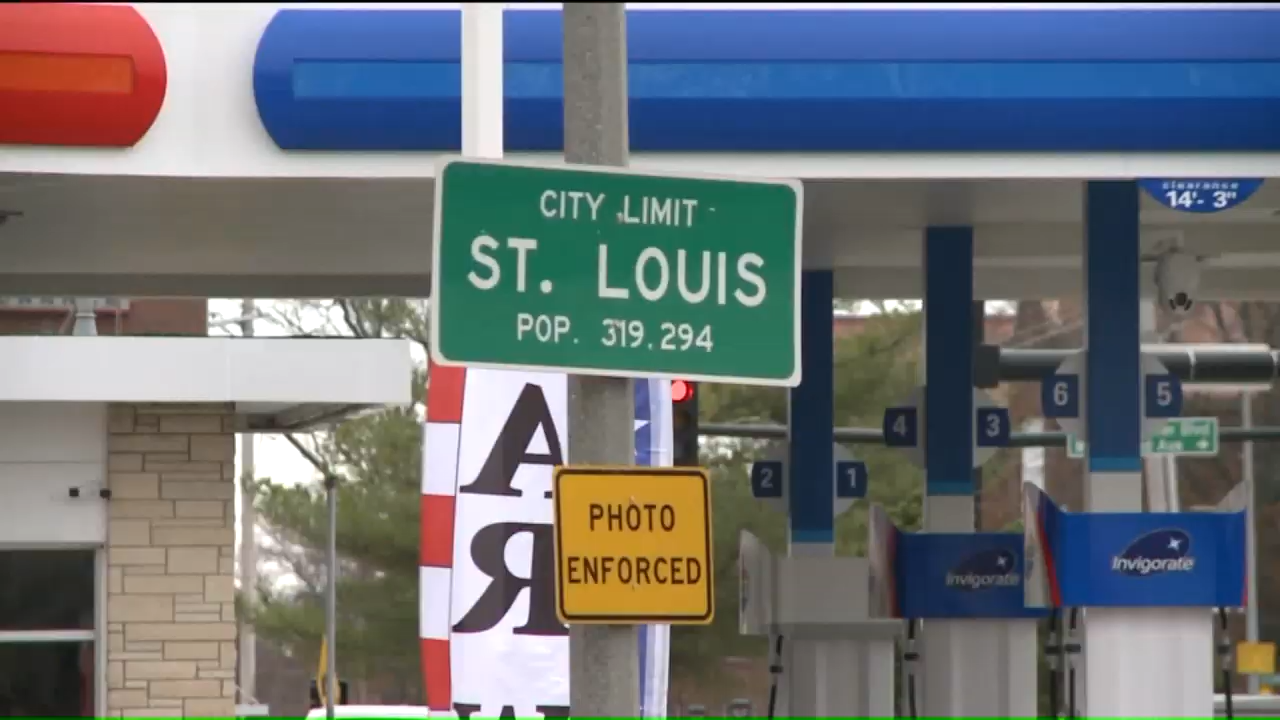 clearance
14'- 3"
CITY LIMIT
ST. LOUIS
POP. 319,294
6
5
4
3
2
1
A
R
W
PHOTO
ENFORCED
Invigorate
Invigorate